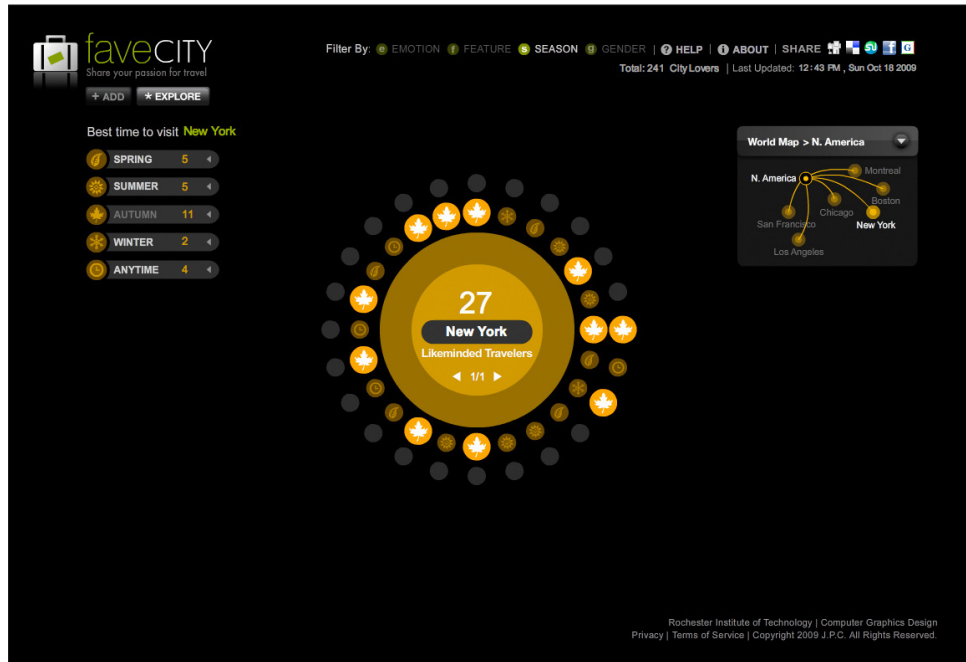 faveCITY
Share your passion for travel
+ ADD * EXPLORE
Filter By: e EMOTION f FEATURE s SEASON g GENDER | ? HELP | i ABOUT | SHARE
Total: 241 CityLovers | Last Updated: 12:43 PM , Sun Oct 18 2009
Best time to visit New York
SPRING 5
SUMMER 5
AUTUMN 11
WINTER 2
ANYTIME 4
27
New York
Likeminded Travelers
1/1
World Map > N. America
N. America
Montreal
Boston
Chicago
San Francisco
New York
Los Angeles
Rochester Institute of Technology | Computer Graphics Design
Privacy | Terms of Service | Copyright 2009 J.P.C. All Rights Reserved.